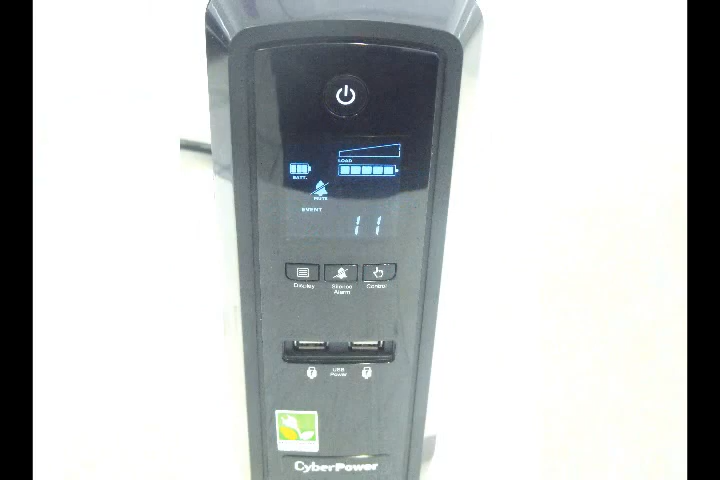 LOAD
BATT.
MUTE
EVENT
11
Display
Silence
Alarm
Control
USB
Power
CyberPower